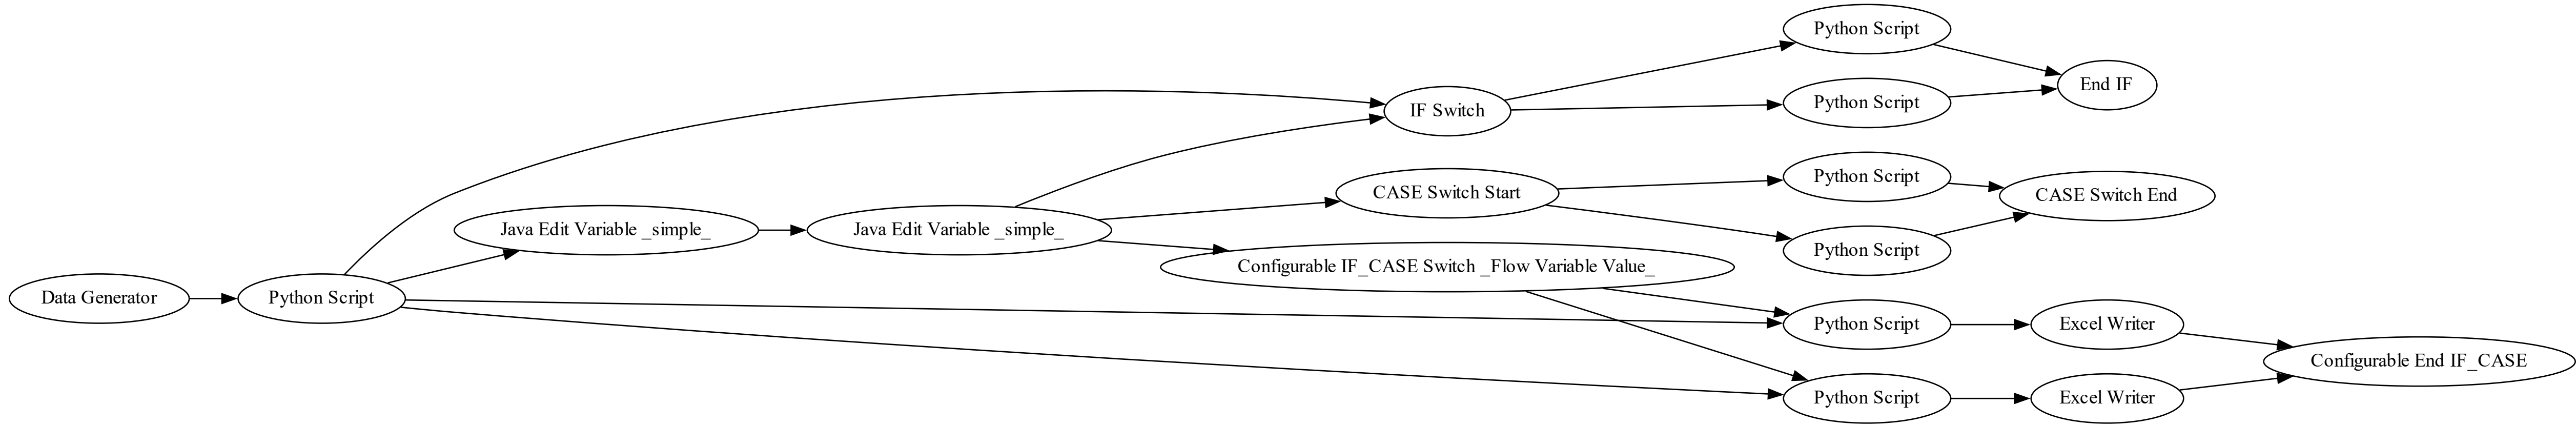 Python Script
End IF
Python Script
IF Switch
Python Script
CASE Switch Start
CASE Switch End
Java Edit Variable _simple_
Java Edit Variable _simple_
Python Script
Configurable IF_CASE Switch _Flow Variable Value_
Data Generator
Python Script
Python Script
Excel Writer
Configurable End IF_CASE
Python Script
Excel Writer